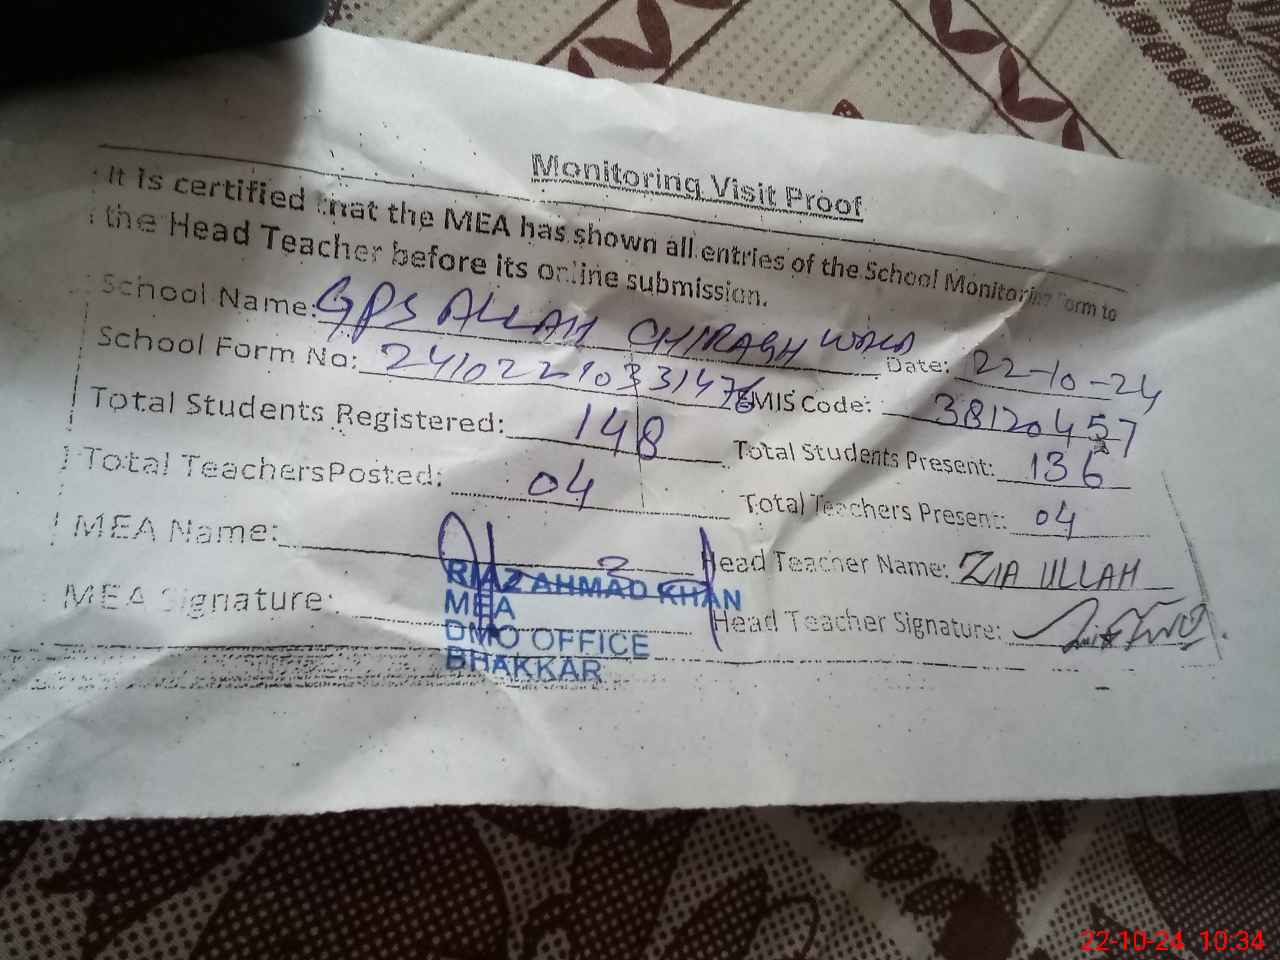 Monitoring Visit Proof
It is certified that the MEA has shown all entries of the School Monitoring Form to
the Head Teacher before its online submission.
School Name: GPS ALLAH CHIRAGH WALA Date: 22-10-24
School Form No: EMIS Code: 38120457
Total Students Registered: 148 Total Students Present: 136
Total Teachers Posted: 04 Total Teachers Present: 04
MEA Name: Head Teacher Name: ZIA ULLAH
RIAZ AHMAD KHAN
MEA
MEA Signature: Head Teacher Signature:
DMO OFFICE
BHAKKAR
22-10-24 10:34